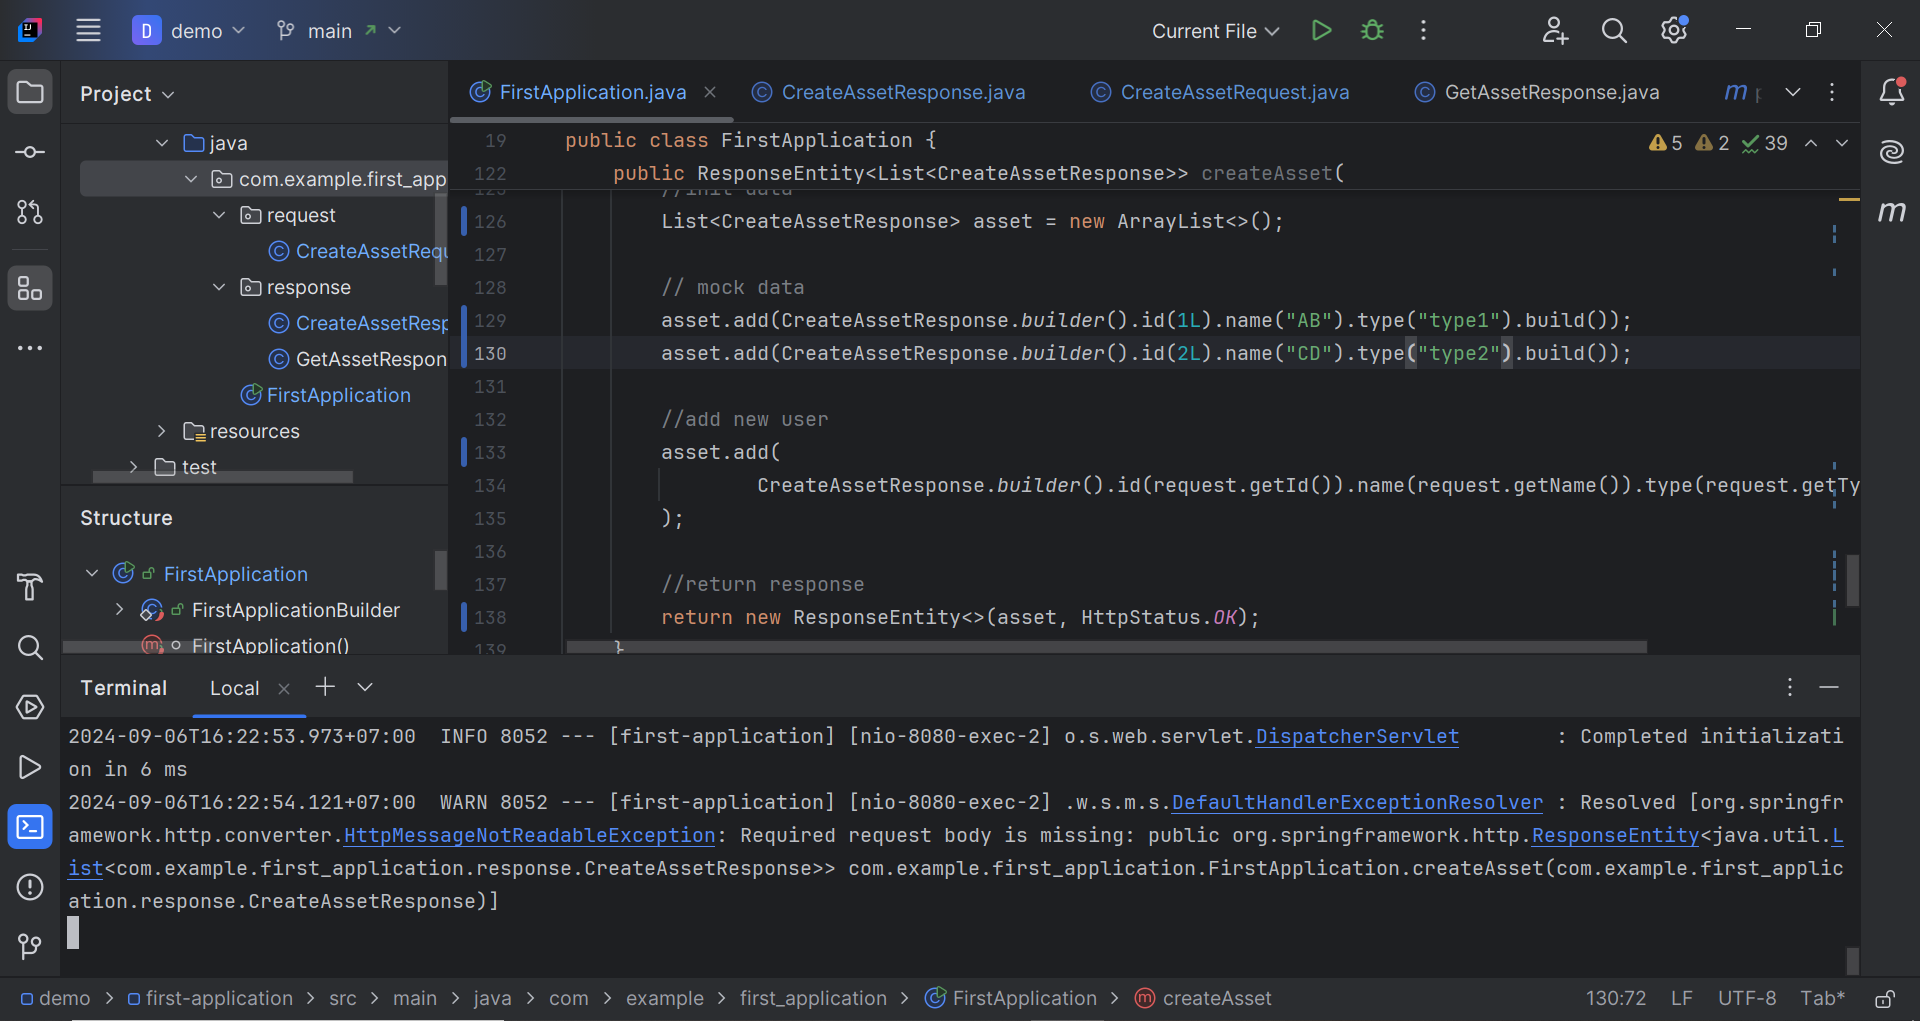 D demo main Current File
Project
FirstApplication.java CreateAssetResponse.java CreateAssetRequest.java GetAssetResponse.java m
java
com.example.first_app
request
CreateAssetRequ
response
CreateAssetResp
GetAssetRespon
FirstApplication
resources
test
19 public class FirstApplication {
5 2 39
122 public ResponseEntity<List<CreateAssetResponse>> createAsset(
126 List<CreateAssetResponse> asset = new ArrayList<>();
127
128 // mock data
129 asset.add(CreateAssetResponse.builder().id(1L).name("AB").type("type1").build());
130 asset.add(CreateAssetResponse.builder().id(2L).name("CD").type("type2").build());
131
132 //add new user
133 asset.add(
134 CreateAssetResponse.builder().id(request.getId()).name(request.getName()).type(request.getTy
135 );
136
137 //return response
138 return new ResponseEntity<>(asset, HttpStatus.OK);
139 }
m
Structure
FirstApplication
FirstApplicationBuilder
FirstApplication()
Terminal Local
2024-09-06T16:22:53.973+07:00 INFO 8052 --- [first-application] [nio-8080-exec-2] o.s.web.servlet.DispatcherServlet : Completed initializati
on in 6 ms
2024-09-06T16:22:54.121+07:00 WARN 8052 --- [first-application] [nio-8080-exec-2] .w.s.m.s.DefaultHandlerExceptionResolver : Resolved [org.springfr
amework.http.converter.HttpMessageNotReadableException: Required request body is missing: public org.springframework.http.ResponseEntity<java.util.L
ist<com.example.first_application.response.CreateAssetResponse>> com.example.first_application.FirstApplication.createAsset(com.example.first_applic
ation.response.CreateAssetResponse)]
demo > first-application > src > main > java > com > example > first_application > FirstApplication > createAsset 130:72 LF UTF-8 Tab*